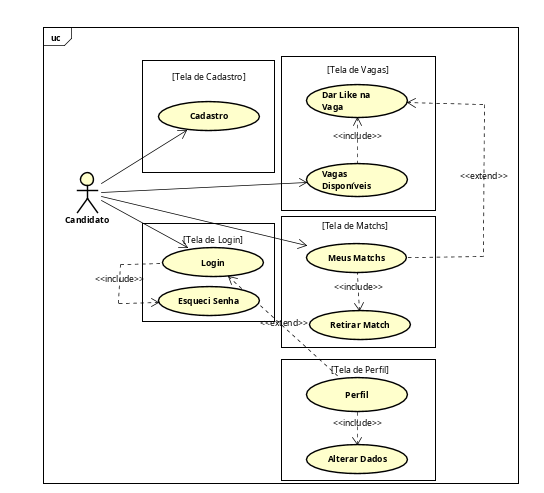 uc
[Tela de Cadastro]
Cadastro
[Tela de Vagas]
Dar Like na
Vaga
<<include>>
Vagas
Disponíveis
<<extend>>
Candidato
[Tela de Login]
Login
<<include>>
Esqueci Senha
[Tela de Matchs]
Meus Matchs
<<include>>
Retirar Match
<<extend>>
[Tela de Perfil]
Perfil
<<include>>
Alterar Dados